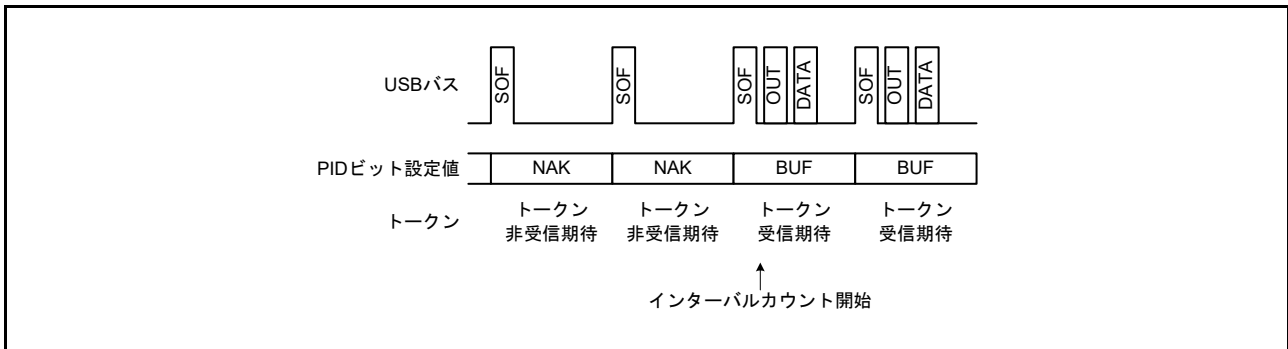 USBバス
SOF
SOF
SOF
OUT
DATA
SOF
OUT
DATA
PIDビット設定値
NAK
NAK
BUF
BUF
トークン
トークン
非受信期待
トークン
非受信期待
トークン
受信期待
トークン
受信期待
インターバルカウント開始